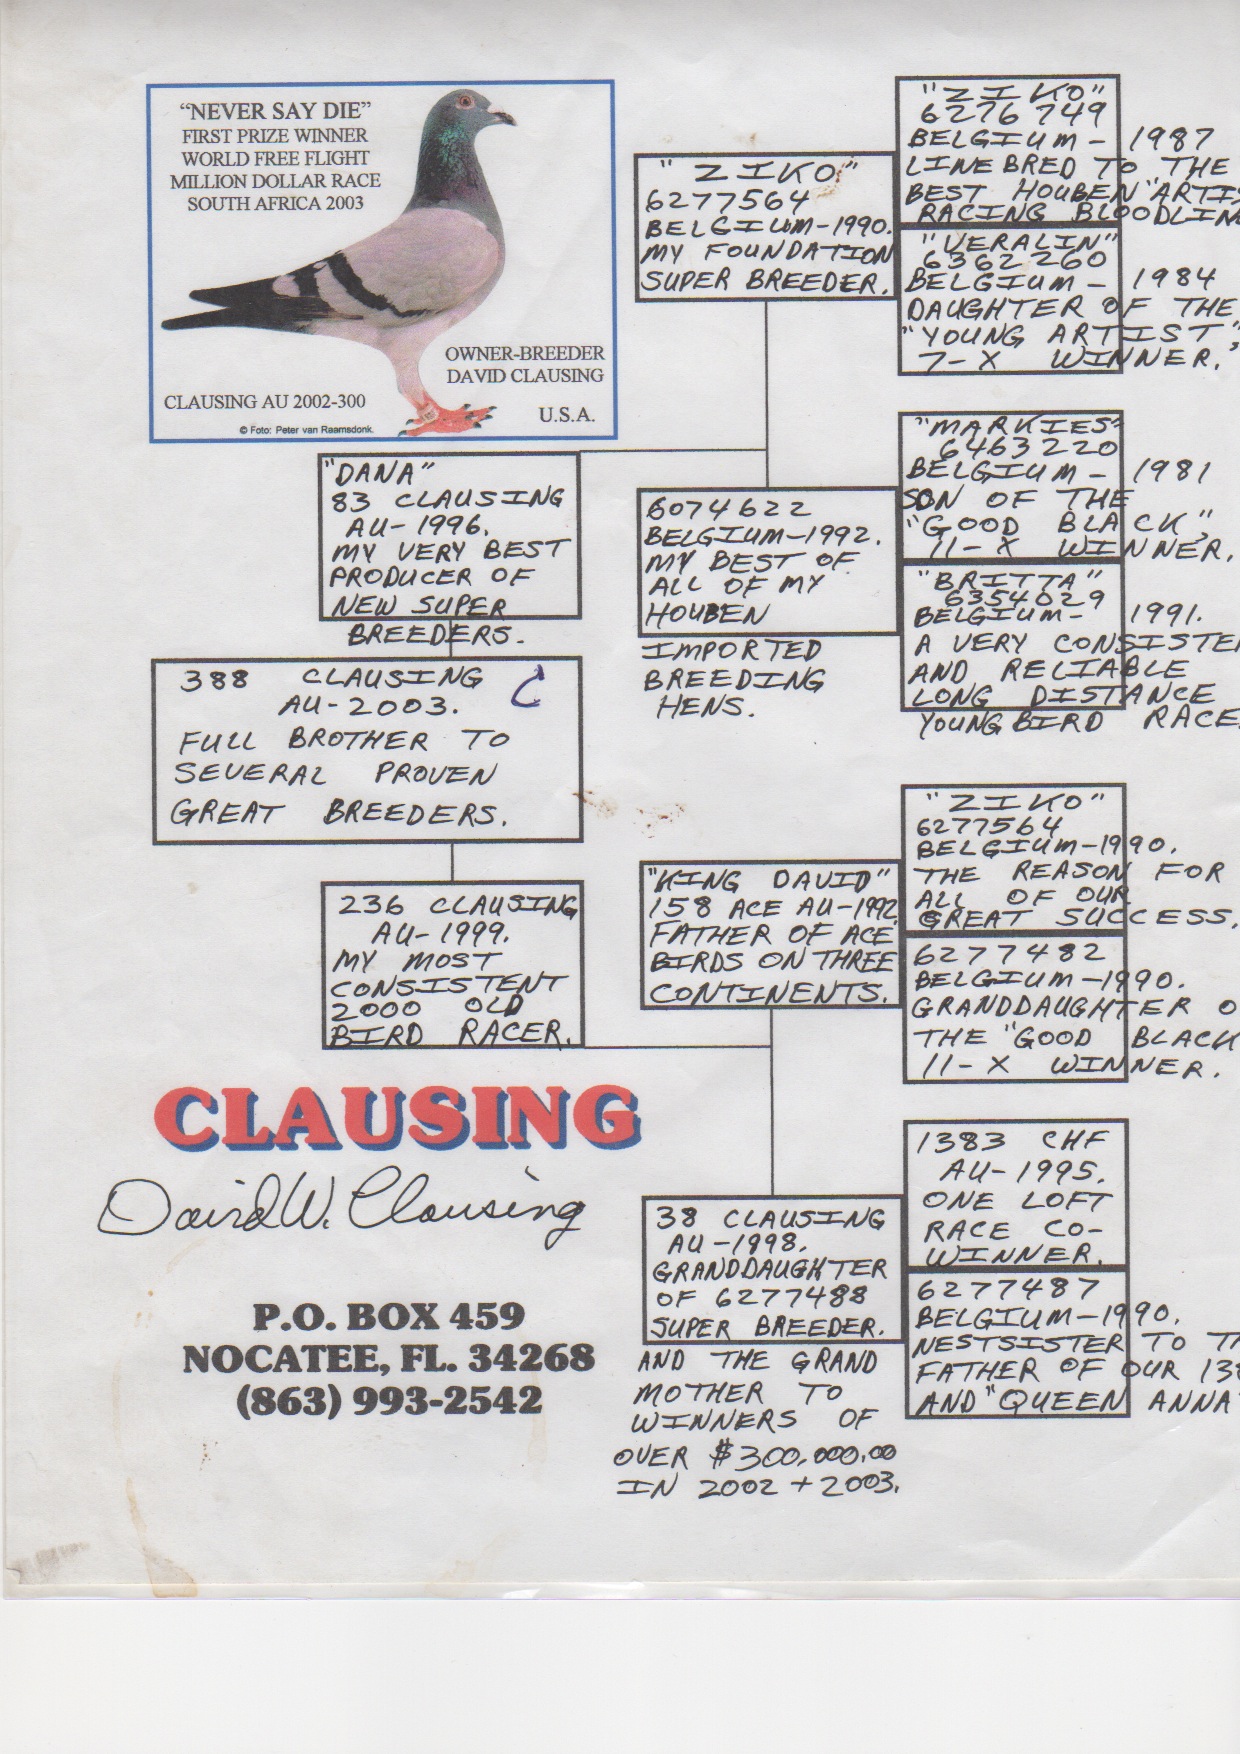 “NEVER SAY DIE”
FIRST PRIZE WINNER
WORLD FREE FLIGHT
MILLION DOLLAR RACE
SOUTH AFRICA 2003
OWNER-BREEDER
DAVID CLAUSING
CLAUSING AU 2002-300
U.S.A.
© Foto: Peter van Raamsdonk.
"DANA"
83 CLAUSING
AU-1996.
MY VERY BEST
PRODUCER OF
NEW SUPER
BREEDERS.
388 CLAUSING
AU-2003.
FULL BROTHER TO
SEVERAL PROVEN
GREAT BREEDERS.
236 CLAUSING
AU-1999.
MY MOST
CONSISTENT
2000 OLD
BIRD RACER.
CLAUSING
David W. Clausing
P.O. BOX 459
NOCATEE, FL. 34268
(863) 993-2542
"ZIKO"
6277564
BELGIUM-1990.
MY FOUNDATION
SUPER BREEDER.
6074622
BELGIUM-1992.
MY BEST OF
ALL OF MY
HOUBEN
IMPORTED
BREEDING
HENS.
"KING DAVID"
158 ACE AU-1992
FATHER OF ACE
BIRDS ON THREE
CONTINENTS.
38 CLAUSING
AU-1998.
GRANDDAUGHTER
OF 6277488
SUPER BREEDER.
AND THE GRAND
MOTHER TO
WINNERS OF
OVER $300,000.00
IN 2002 + 2003.
"ZIKO"
6276749
BELGIUM- 1987
LINE BRED TO THE
BEST HOUBEN "ARTIS
RACING BLOODLIN
"VERALIN"
6362260
BELGIUM- 1984
DAUGHTER OF THE
"YOUNG ARTIST",
7-X WINNER.
"MARKIES"
6463220
BELGIUM- 1981
SON OF THE
"GOOD BLACK",
11-X WINNER.
"BRITTA"
6354029
BELGIUM- 1991.
A VERY CONSISTE
AND RELIABLE
LONG DISTANCE
YOUNG BIRD RACE
"ZIKO"
6277564
BELGIUM-1990.
THE REASON FOR
ALL OF OUR
GREAT SUCCESS.
6277482
BELGIUM-1990.
GRANDDAUGHTER O
THE "GOOD BLACK
11-X WINNER.
1383 CHF
AU-1995.
ONE LOFT
RACE CO-
WINNER.
6277487
BELGIUM-1990.
NESTSISTER TO T
FATHER OF OUR 138
AND "QUEEN ANNA"